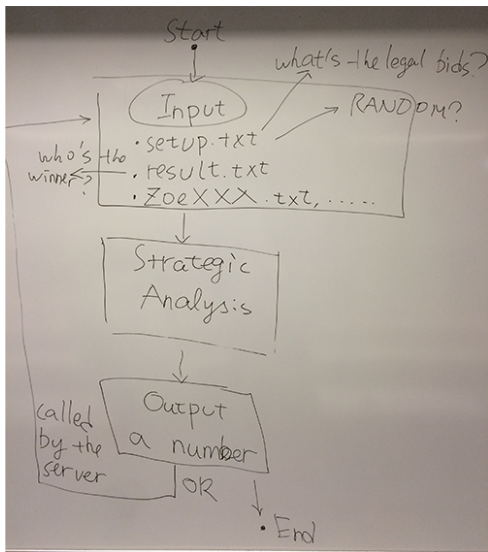 Start
what's the legal bids?
Input
RANDOM?
• setup.txt
who's the
winner?
• result.txt
• ZoeXXX.txt, .....
Strategic
Analysis
Output
a number
called
by the
server
OR
• End